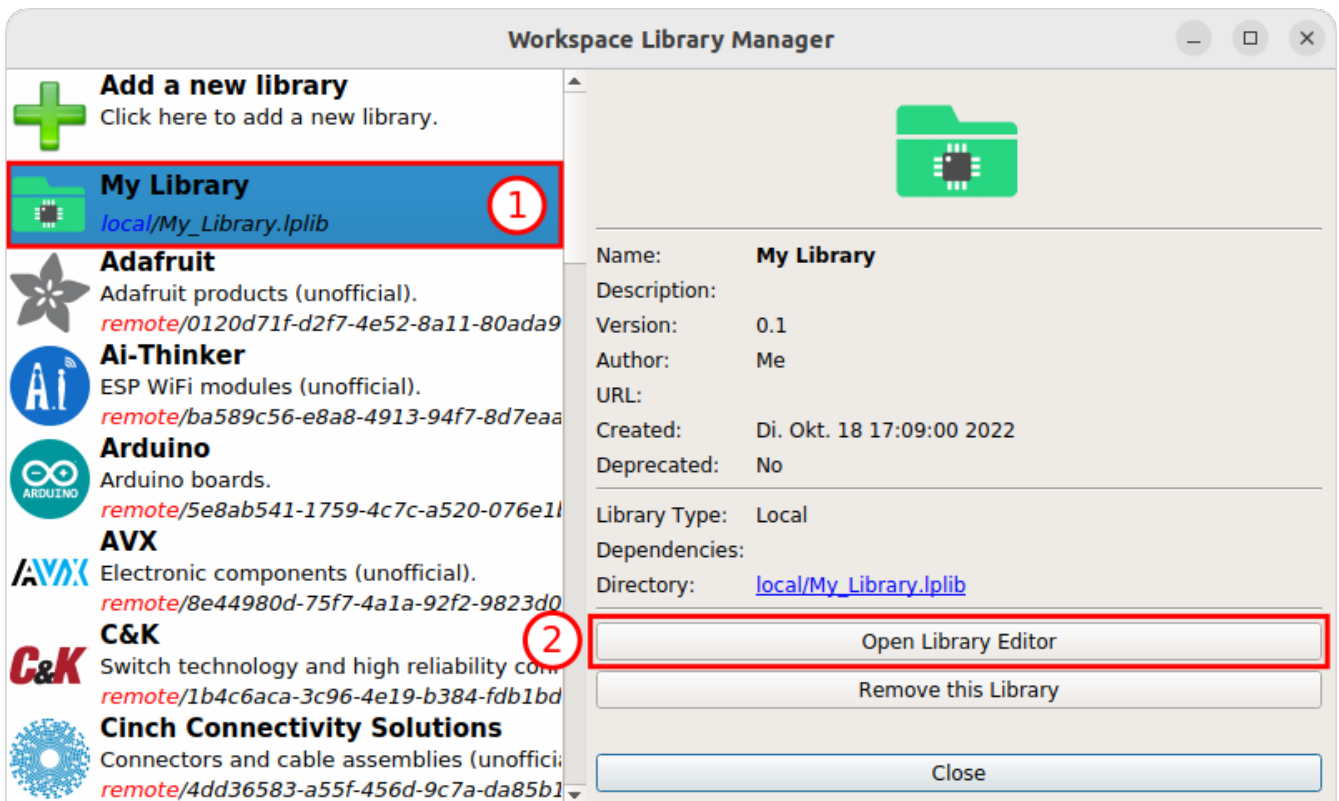 Workspace Library Manager
Add a new library
Click here to add a new library.
My Library
local/My_Library.lplib
1
Adafruit
Adafruit products (unofficial).
remote/0120d71f-d2f7-4e52-8a11-80ada9
Ai-Thinker
ESP WiFi modules (unofficial).
remote/ba589c56-e8a8-4913-94f7-8d7eaa
Arduino
Arduino boards.
remote/5e8ab541-1759-4c7c-a520-076e1
ARDUINO
AVX
Electronic components (unofficial).
remote/8e44980d-75f7-4a1a-92f2-9823d0
C&K
Switch technology and high reliability
remote/1b4c6aca-3c96-4e19-b384-fdb1bd
C&K
Cinch Connectivity Solutions
Connectors and cable assemblies
remote/4dd36583-a55f-456d-9c7a-da85b1
Name: My Library
Description:
Version: 0.1
Author: Me
URL:
Created: Di. Okt. 18 17:09:00 2022
Deprecated: No
Library Type: Local
Dependencies:
Directory: local/My_Library.lplib
2
Open Library Editor
Remove this Library
Close